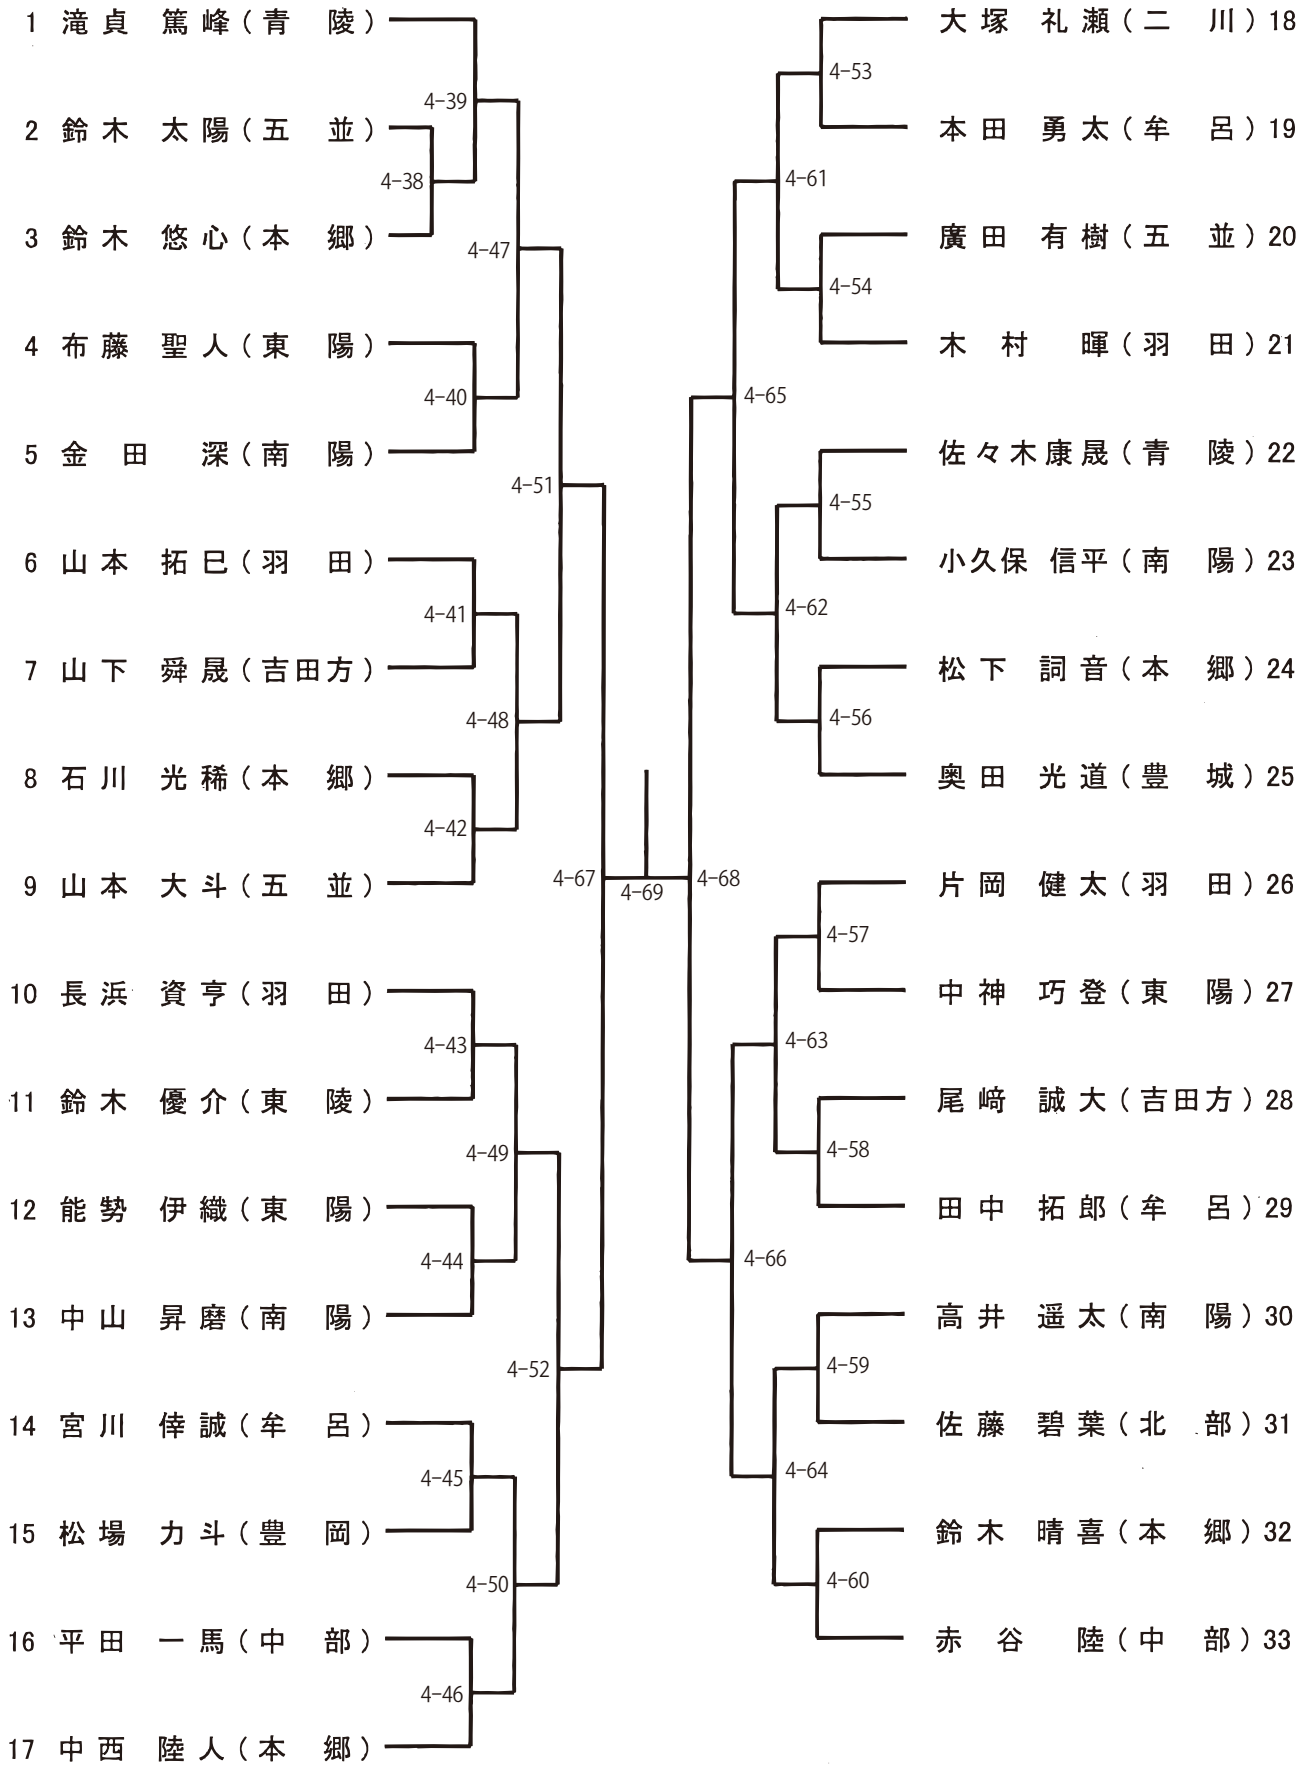 1 滝貞 篤峰(青 陵)
4-39
2 鈴木 太陽(五 並)
4-38
3 鈴木 悠心(本 郷)
4-47
4 布藤 聖人(東 陽)
4-40
5 金田 深(南 陽)
4-51
6 山本 拓巳(羽 田)
4-41
7 山下 舜晟(吉田方)
4-48
8 石川 光稀(本 郷)
4-42
9 山本 大斗(五 並)
4-67
10 長浜 資亨(羽 田)
4-43
11 鈴木 優介(東 陵)
4-49
12 能勢 伊織(東 陽)
4-44
13 中山 昇磨(南 陽)
4-52
14 宮川 倖誠(牟 呂)
4-45
15 松場 力斗(豊 岡)
4-50
16 平田 一馬(中 部)
4-46
17 中西 陸人(本 郷)
4-69
大塚 礼瀬(二 川)18
4-53
本田 勇太(牟 呂)19
4-61
廣田 有樹(五 並)20
4-54
木村 暉(羽 田)21
4-65
佐々木康晟(青 陵)22
4-55
小久保 信平(南 陽)23
4-62
松下 詞音(本 郷)24
4-56
奥田 光道(豊 城)25
4-68
片岡 健太(羽 田)26
4-57
中神 巧登(東 陽)27
4-63
尾﨑 誠大(吉田方)28
4-58
田中 拓郎(牟 呂)29
4-66
高井 遥太(南 陽)30
4-59
佐藤 碧葉(北 部)31
4-64
鈴木 晴喜(本 郷)32
4-60
赤谷 陸(中 部)33